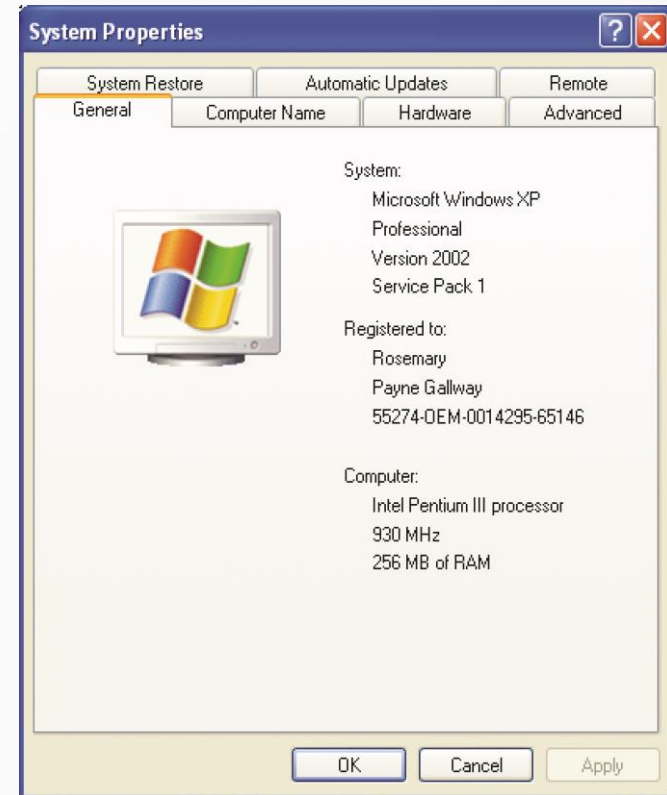 System Properties
System Restore Automatic Updates Remote
General Computer Name Hardware Advanced
System:
Microsoft Windows XP
Professional
Version 2002
Service Pack 1
Registered to:
Rosemary
Payne Gallway
55274-OEM-0014295-65146
Computer:
Intel Pentium III processor
930 MHz
256 MB of RAM
OK Cancel Apply